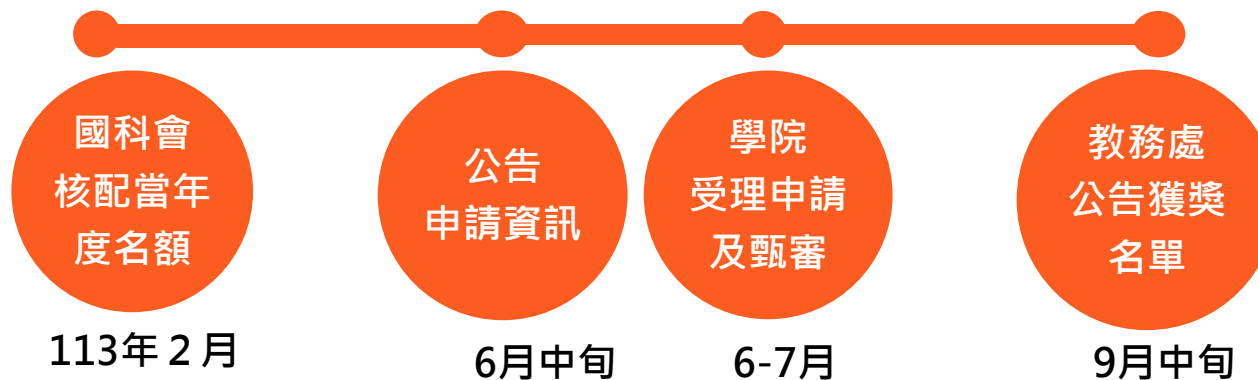 國科會
核配當年
度名額
公告
申請資訊
學院
受理申請
及甄審
教務處
公告獲獎
名單
113年2月
6月中旬
6-7月
9月中旬